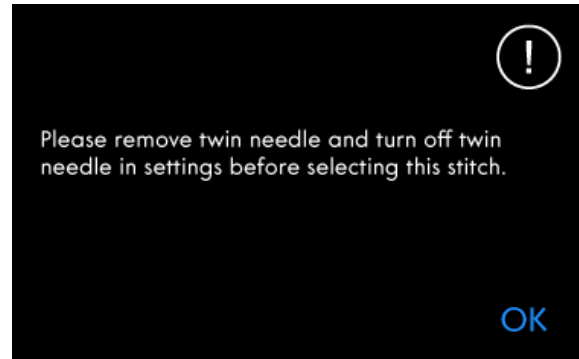 !
Please remove twin needle and turn off twin
needle in settings before selecting this stitch.
OK